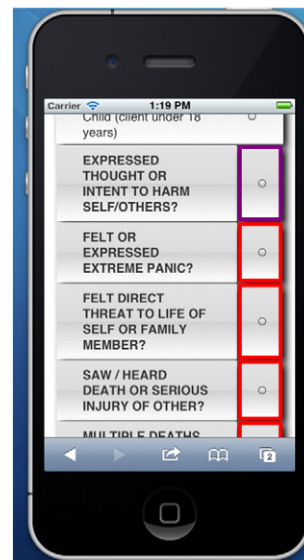 Carrier 1:19 PM
Child (client under 18
years)
EXPRESSED
THOUGHT OR
INTENT TO HARM
SELF/OTHERS?
FELT OR
EXPRESSED
EXTREME PANIC?
FELT DIRECT
THREAT TO LIFE OF
SELF OR FAMILY
MEMBER?
SAW / HEARD
DEATH OR SERIOUS
INJURY OF OTHER?
MULTIPLE DEATHS
2